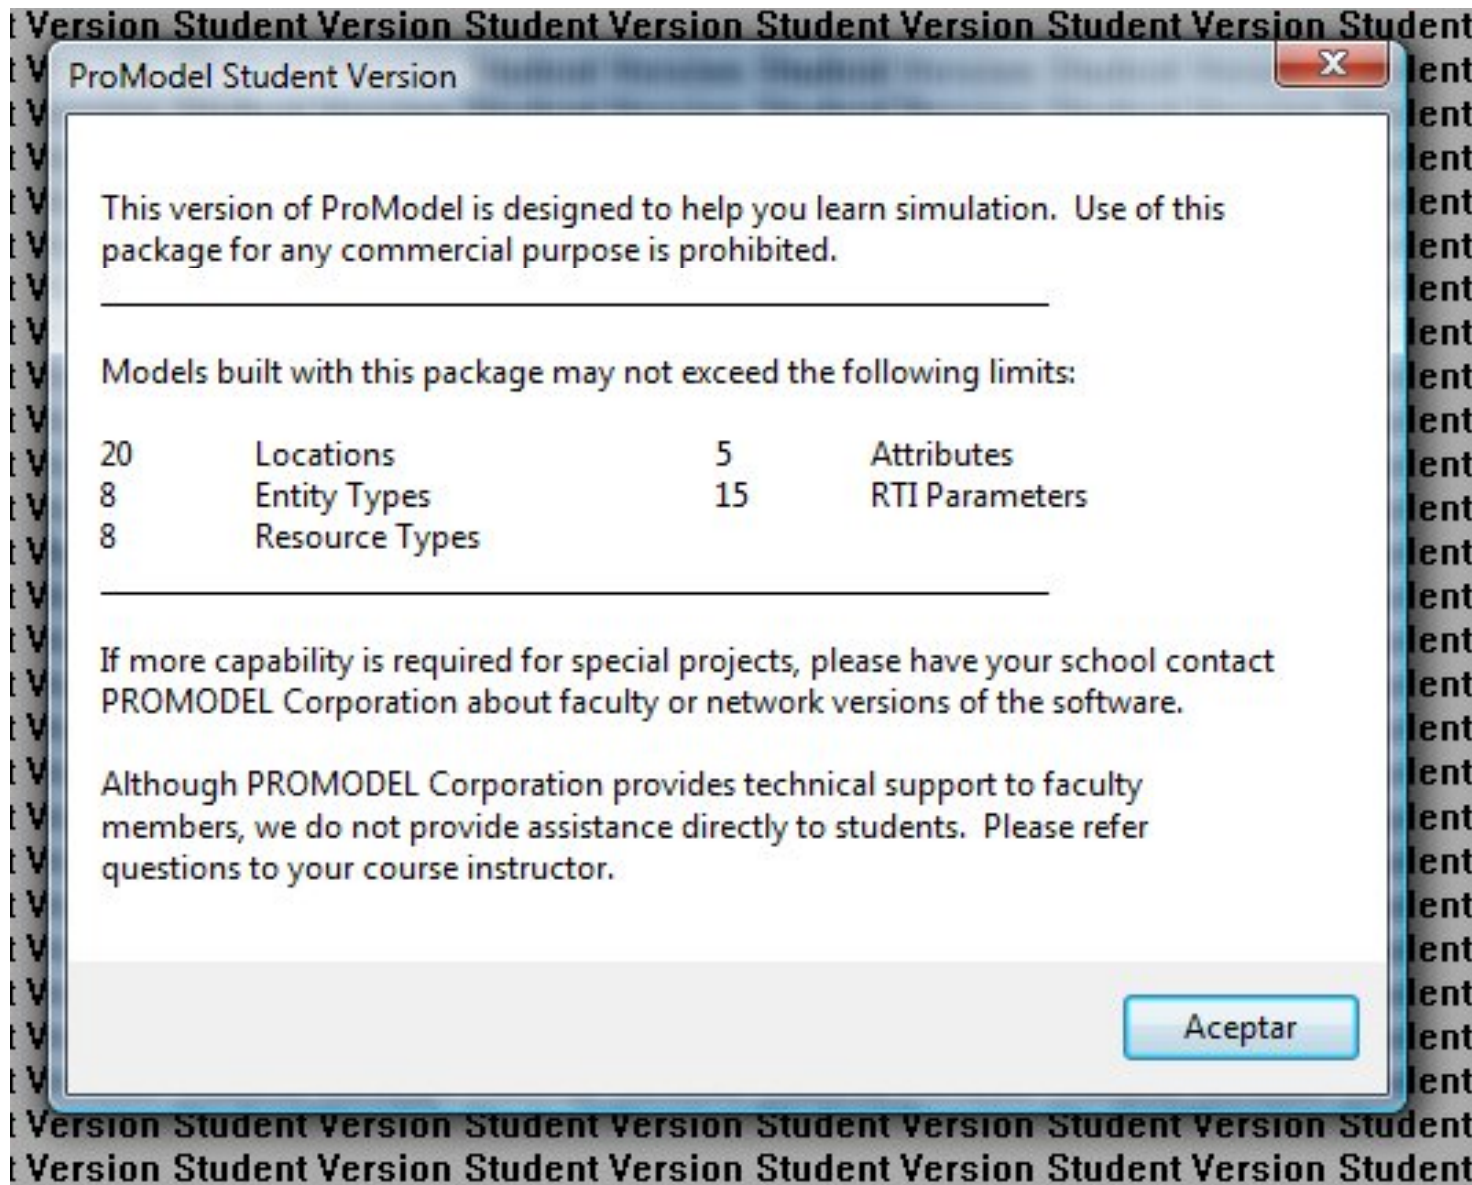 t Version Student Version Student Version Student Version Student
ProModel Student Version
This version of ProModel is designed to help you learn simulation.  Use of this
package for any commercial purpose is prohibited.
Models built with this package may not exceed the following limits:
20 Locations 5 Attributes
8 Entity Types 15 RTI Parameters
8 Resource Types
If more capability is required for special projects, please have your school contact
PROMODEL Corporation about faculty or network versions of the software.
Although PROMODEL Corporation provides technical support to faculty
members, we do not provide assistance directly to students.  Please refer
questions to your course instructor.
Aceptar
t Version Student Version Student Version Student Version Student
t Version Student Version Student Version Student Version Student